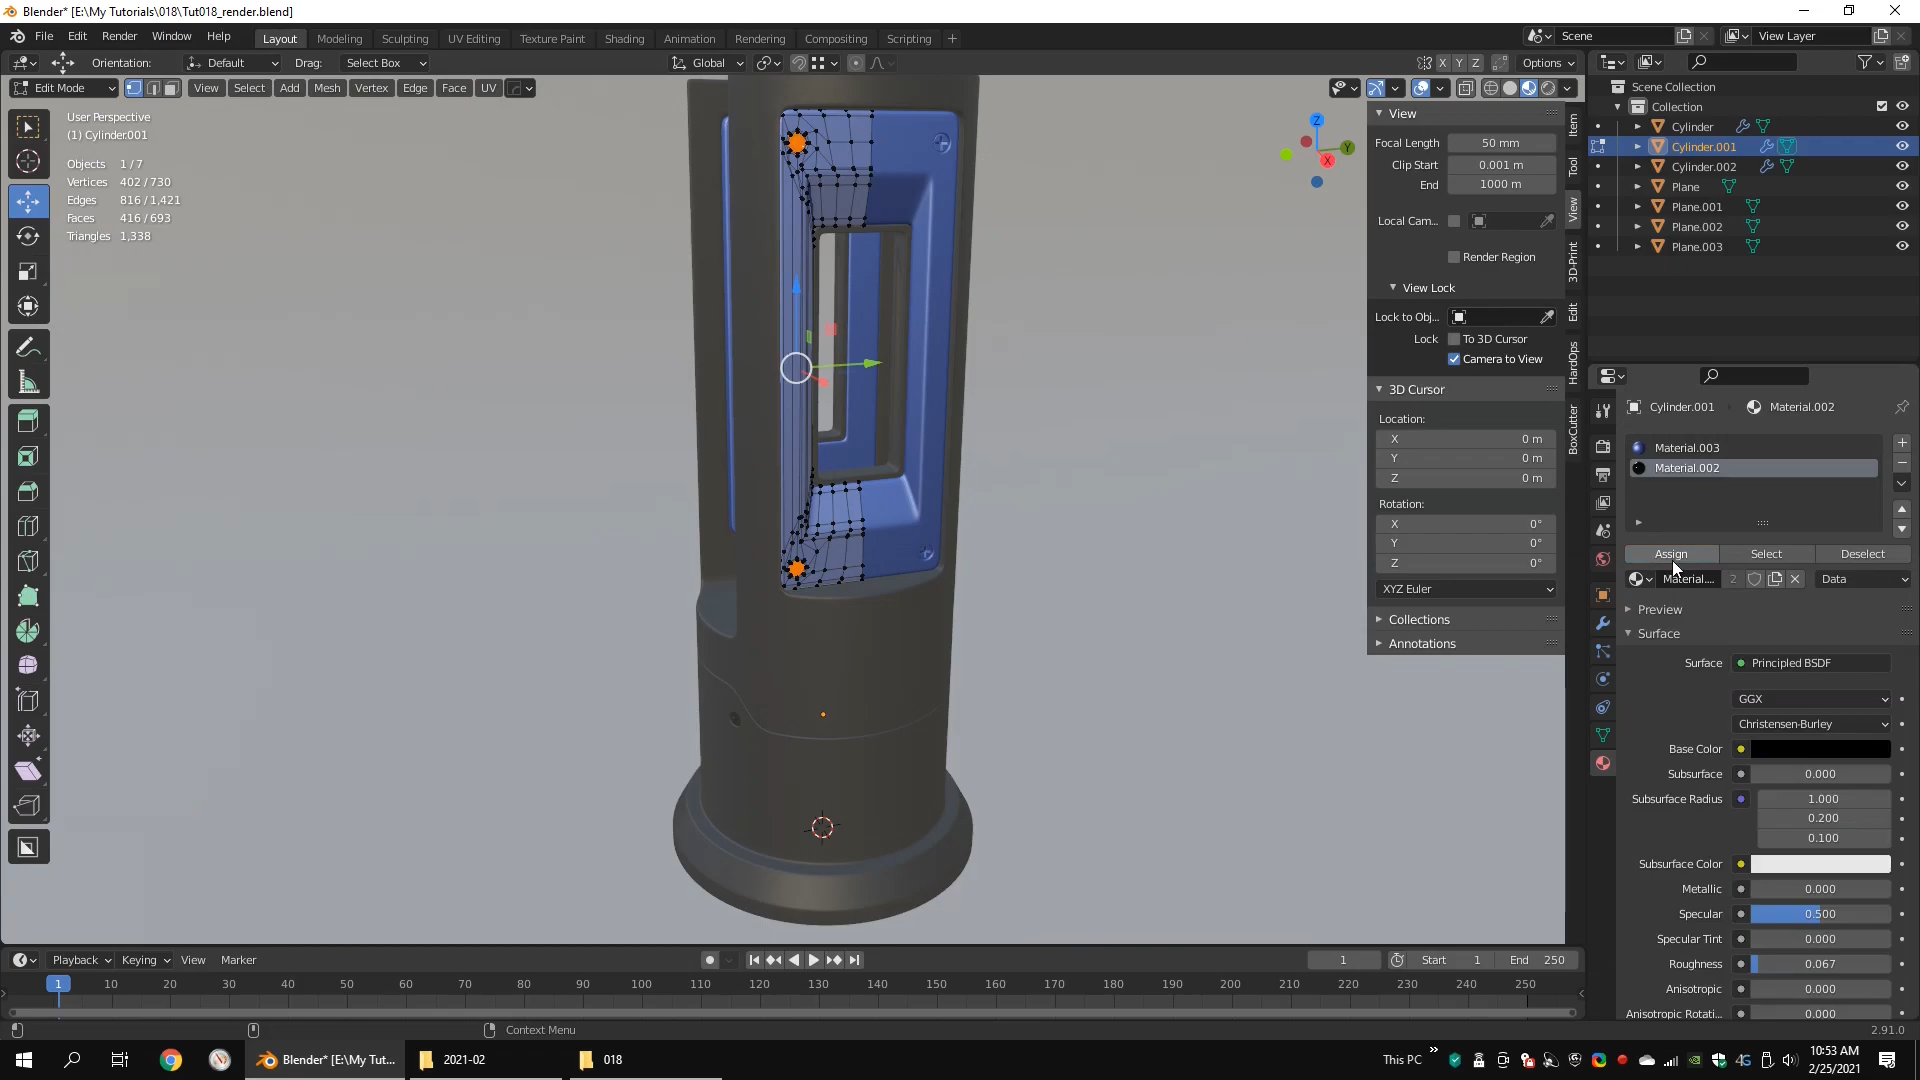 Blender* [E:\My Tutorials\018\Tut018_render.blend]
File Edit Render Window Help Layout Modeling Sculpting UV Editing Texture Paint Shading Animation Rendering Compositing Scripting + Scene View Layer
Orientation: Default Drag: Select Box Global X Y Z Options
Edit Mode View Select Add Mesh Vertex Edge Face UV
User Perspective
(1) Cylinder.001
Objects 1/7
Vertices 402/730
Edges 816/1,421
Faces 416/693
Triangles 1,338
Z
Y
X
View
Focal Length 50 mm
Clip Start 0.001 m
End 1000 m
Local Cam...
Render Region
View Lock
Lock to Obj...
Lock To 3D Cursor
Camera to View
3D Cursor
Location:
X 0 m
Y 0 m
Z 0 m
Rotation:
X 0°
Y 0°
Z 0°
XYZ Euler
Collections
Annotations
Item
Tool
View
3D-Print
Edit
HardOps
BoxCutter
Scene Collection
Collection
Cylinder
Cylinder.001
Cylinder.002
Plane
Plane.001
Plane.002
Plane.003
Cylinder.001 Material.002
Material.003
Material.002
Assign Select Deselect
Material.... 2 Data
Preview
Surface
Surface Principled BSDF
GGX
Christensen-Burley
Base Color
Subsurface 0.000
Subsurface Radius 1.000
0.200
0.100
Subsurface Color
Metallic 0.000
Specular 0.500
Specular Tint 0.000
Roughness 0.067
Anisotropic 0.000
Anisotropic Rotati... 0.000
Playback Keying View Marker 1 Start 1 End 250
1 10 20 30 40 50 60 70 80 90 100 110 120 130 140 150 160 170 180 190 200 210 220 230 240 250
Context Menu 2.91.0
Blender* [E:\My Tut... 2021-02 018 This PC 10:53 AM
2/25/2021